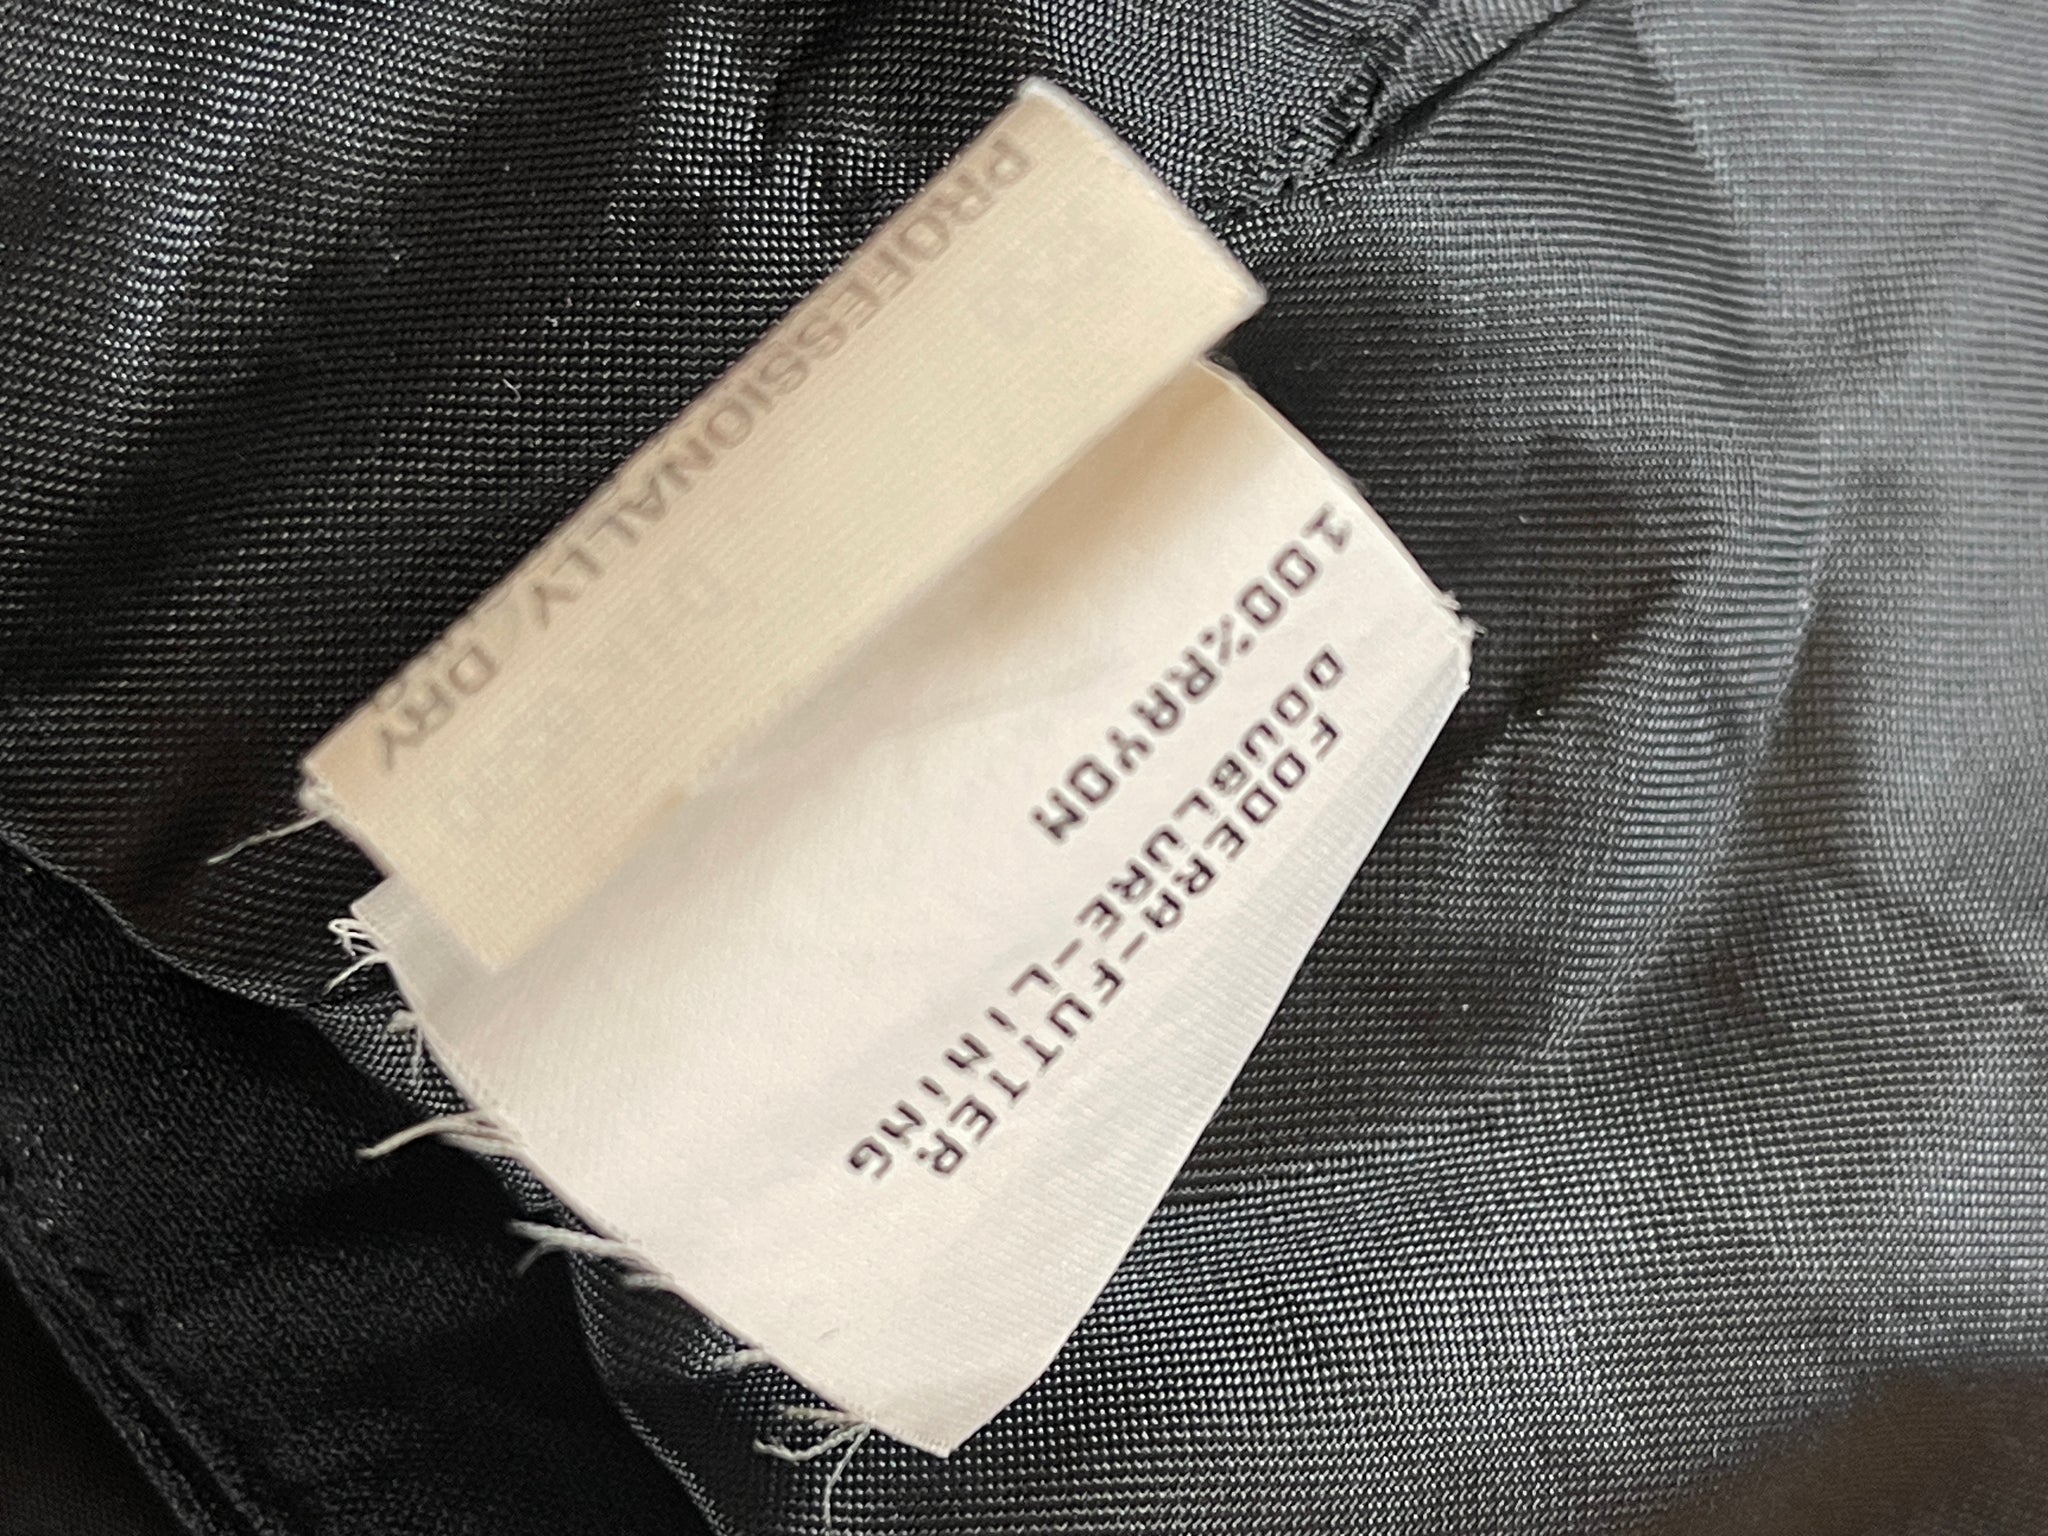 FODERA-FUTTER
DOUBLURE-LINING
100%RAYON
PROFESSIONALLY DRY